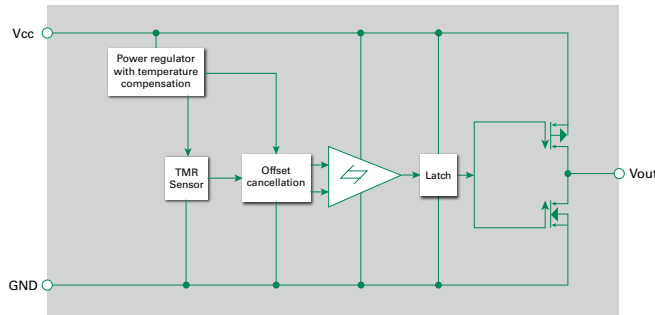 Vcc
Power regulator
with temperature
compensation
TMR
Sensor
Offset
cancellation
Latch
Vout
GND